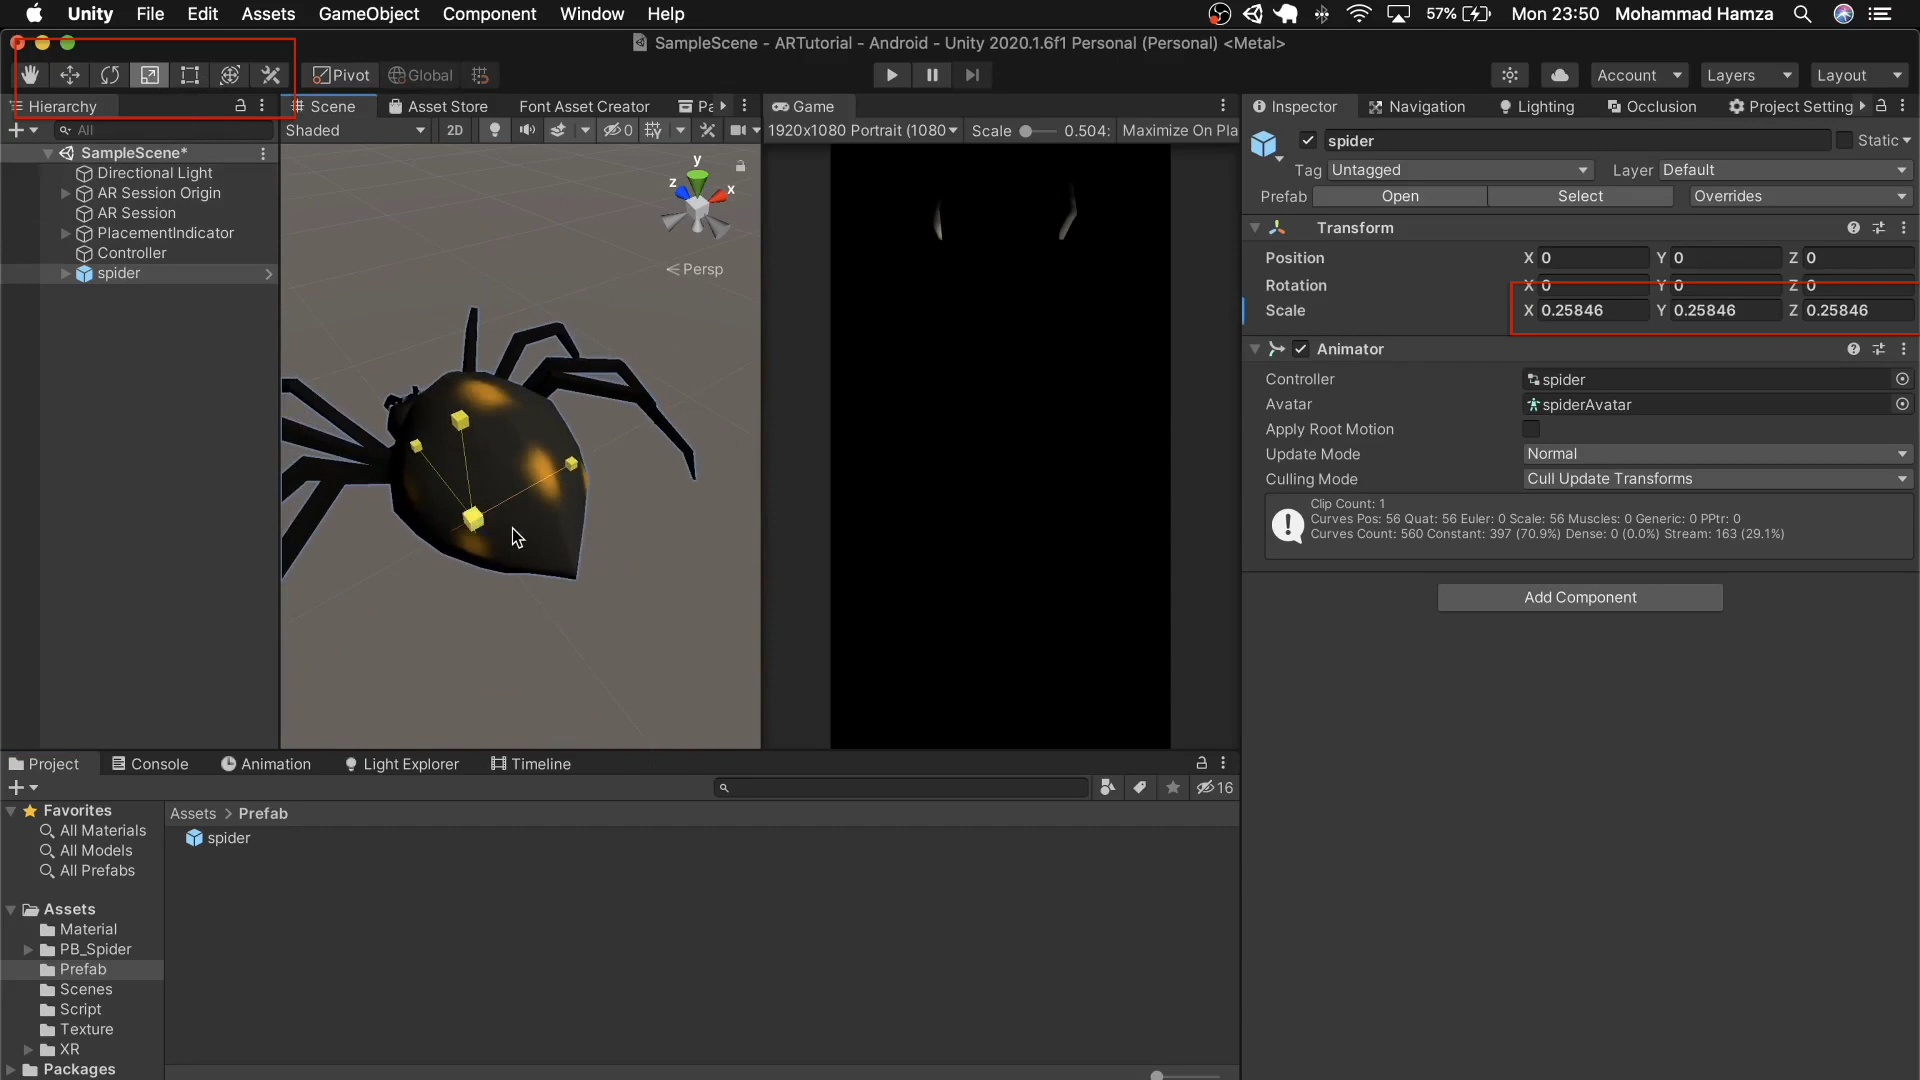 Unity File Edit Assets GameObject Component Window Help 57% Mon 23:50 Mohammad Hamza
SampleScene - ARTutorial - Android - Unity 2020.1.6f1 Personal (Personal) <Metal>
Pivot Global Account Layers Layout
Hierarchy Scene Asset Store Font Asset Creator Pa Game Inspector Navigation Lighting Occlusion Project Setting
All Shaded 2D 0 1920x1080 Portrait (1080 Scale 0.504: Maximize On Pla
spider Static
SampleScene*
Directional Light
AR Session Origin
AR Session
PlacementIndicator
Controller
spider
y
z x
Persp
Tag Untagged Layer Default
Prefab Open Select Overrides
Transform
Position X 0 Y 0 Z 0
Rotation X 0 Y 0 Z 0
Scale X 0.25846 Y 0.25846 Z 0.25846
Animator
Controller spider
Avatar spiderAvatar
Apply Root Motion
Update Mode Normal
Culling Mode Cull Update Transforms
Clip Count: 1
Curves Pos: 56 Quat: 56 Euler: 0 Scale: 56 Muscles: 0 Generic: 0 PPtr: 0
Curves Count: 560 Constant: 397 (70.9%) Dense: 0 (0.0%) Stream: 163 (29.1%)
Add Component
Project Console Animation Light Explorer Timeline
16
Favorites
All Materials
All Models
All Prefabs
Assets
Material
PB_Spider
Prefab
Scenes
Script
Texture
XR
Packages
Assets > Prefab
spider